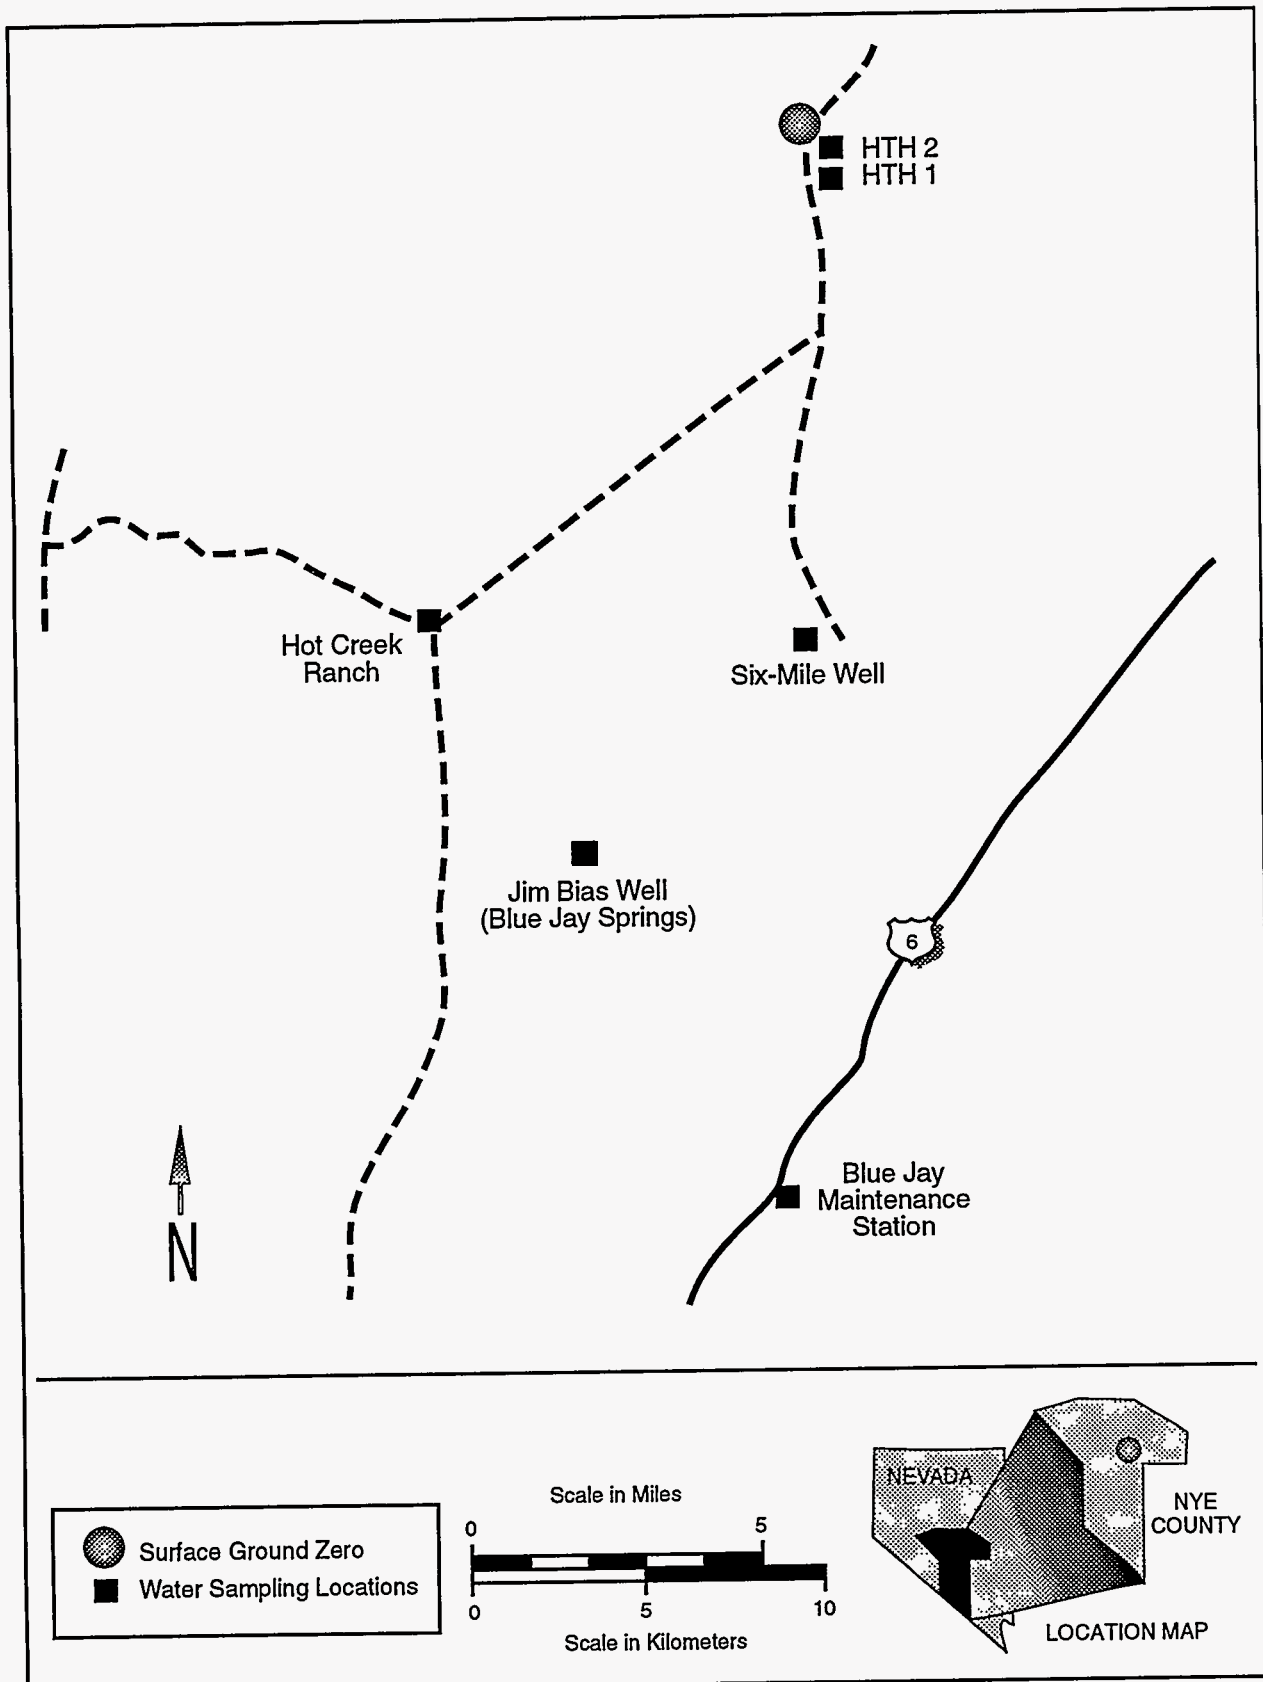 HTH 2
HTH 1
Hot Creek
Ranch
Six-Mile Well
Jim Bias Well
(Blue Jay Springs)
6
Blue Jay
Maintenance
Station
N
Surface Ground Zero
Water Sampling Locations
Scale in Miles
0 5
0 5 10
Scale in Kilometers
NEVADA
NYE
COUNTY
LOCATION MAP